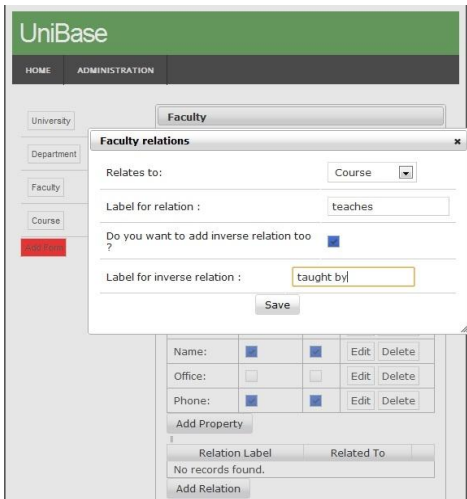 UniBase
HOME ADMINISTRATION
University
Department
Faculty
Course
Add Form
Faculty
Faculty relations x
Relates to: Course
Label for relation : teaches
Do you want to add inverse relation too
?
Label for inverse relation : taught by
Save
Name: Edit Delete
Office: Edit Delete
Phone: Edit Delete
Add Property
Relation Label Related To
No records found.
Add Relation